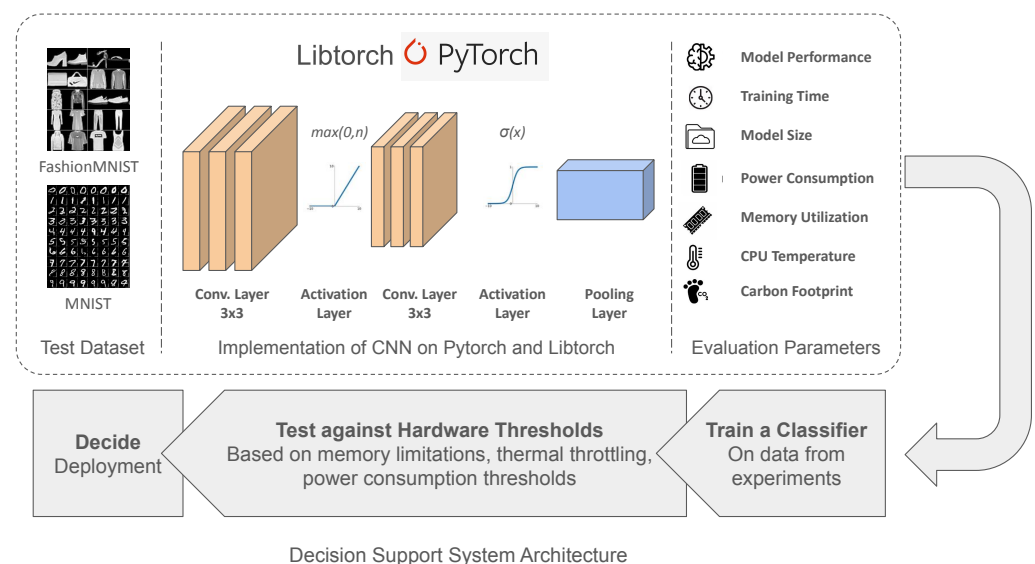 Libtorch PyTorch
FashionMNIST
MNIST
Test Dataset
max(0,n)
σ(x)
Conv. Layer
3x3
Activation
Layer
Conv. Layer
3x3
Activation
Layer
Pooling
Layer
Implementation of CNN on Pytorch and Libtorch
Model Performance
Training Time
Model Size
Power Consumption
Memory Utilization
CPU Temperature
CO₂
Carbon Footprint
Evaluation Parameters
Decide
Deployment
Test against Hardware Thresholds
Based on memory limitations, thermal throttling,
power consumption thresholds
Train a Classifier
On data from
experiments
Decision Support System Architecture